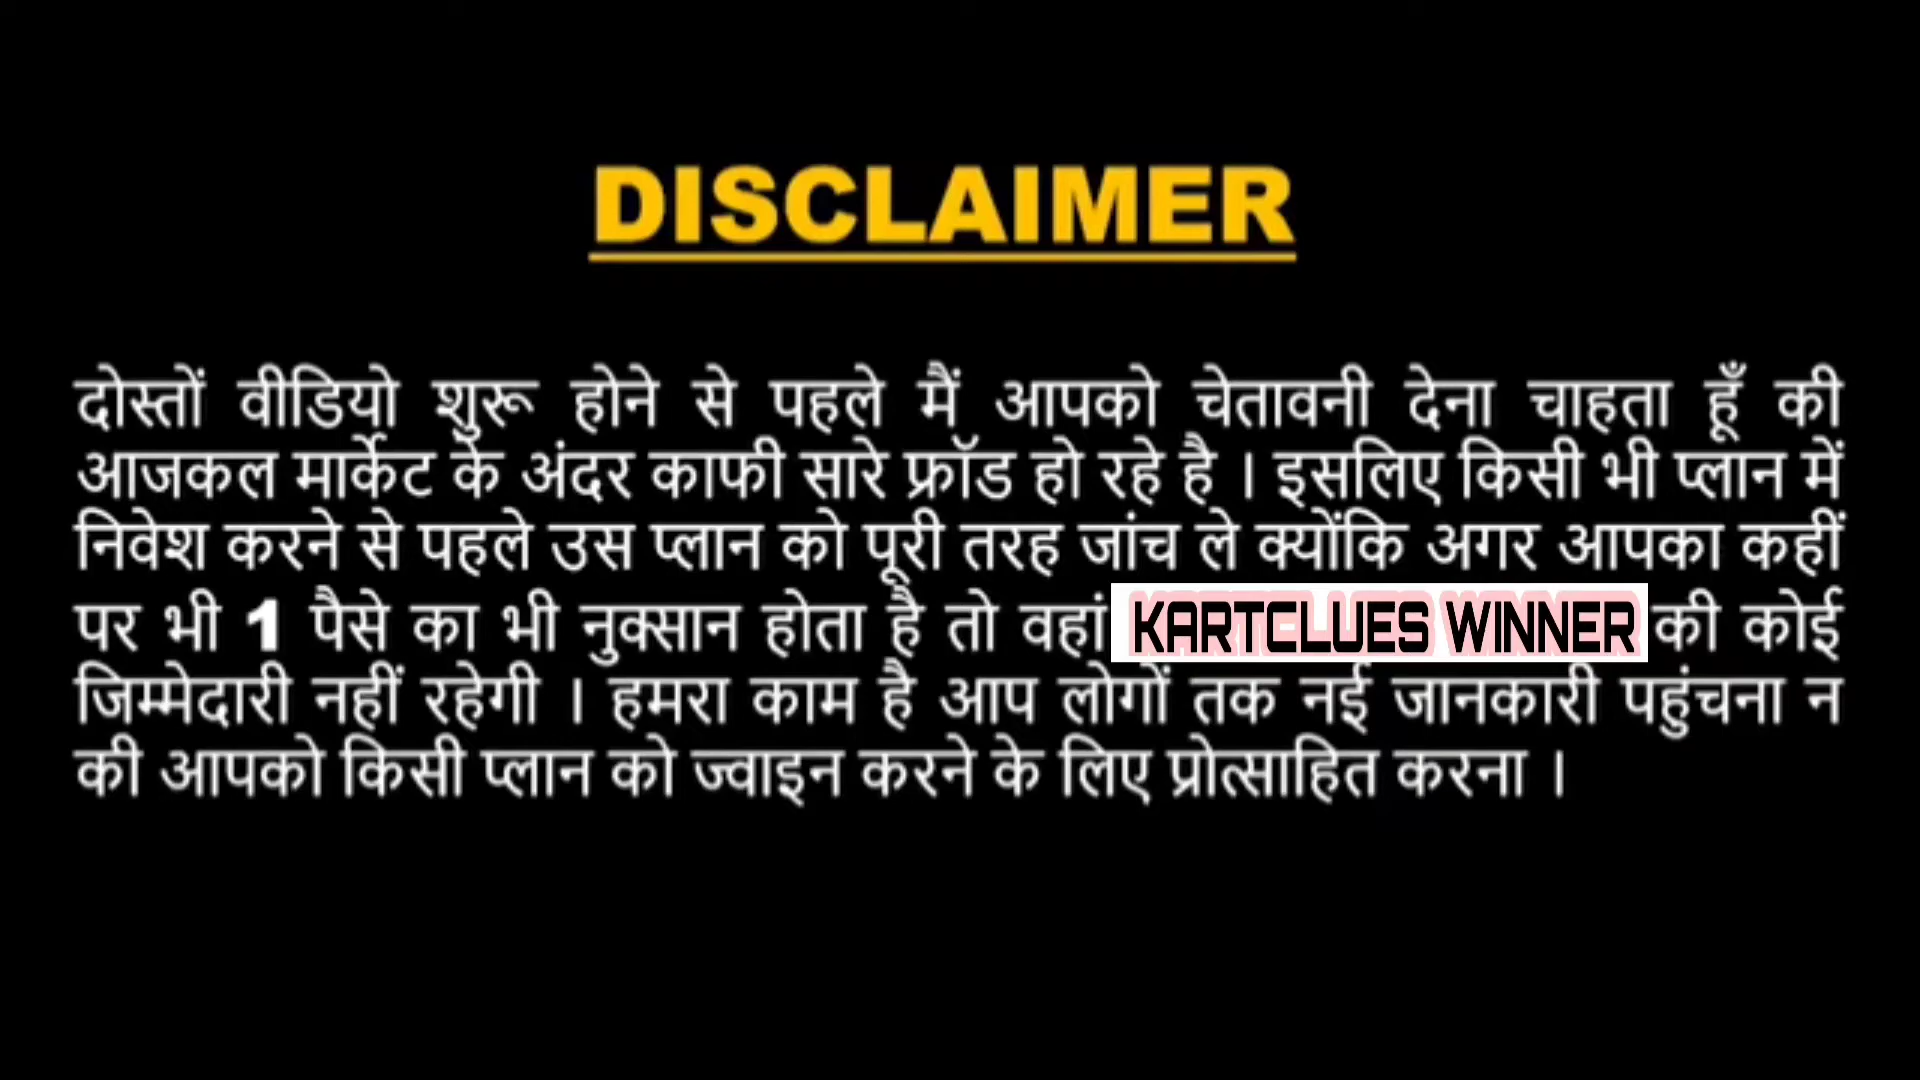 DISCLAIMER
दोस्तों वीडियो शुरू होने से पहले मैं आपको चेतावनी देना चाहता हूँ की
आजकल मार्केट के अंदर काफी सारे फ्रॉड हो रहे है । इसलिए किसी भी प्लान में
निवेश करने से पहले उस प्लान को पूरी तरह जांच ले क्योंकि अगर आपका कहीं
पर भी 1 पैसे का भी नुक्सान होता है तो वहां KARTCLUES WINNER की कोई
जिम्मेदारी नहीं रहेगी । हमरा काम है आप लोगों तक नई जानकारी पहुंचना न
की आपको किसी प्लान को ज्वाइन करने के लिए प्रोत्साहित करना ।